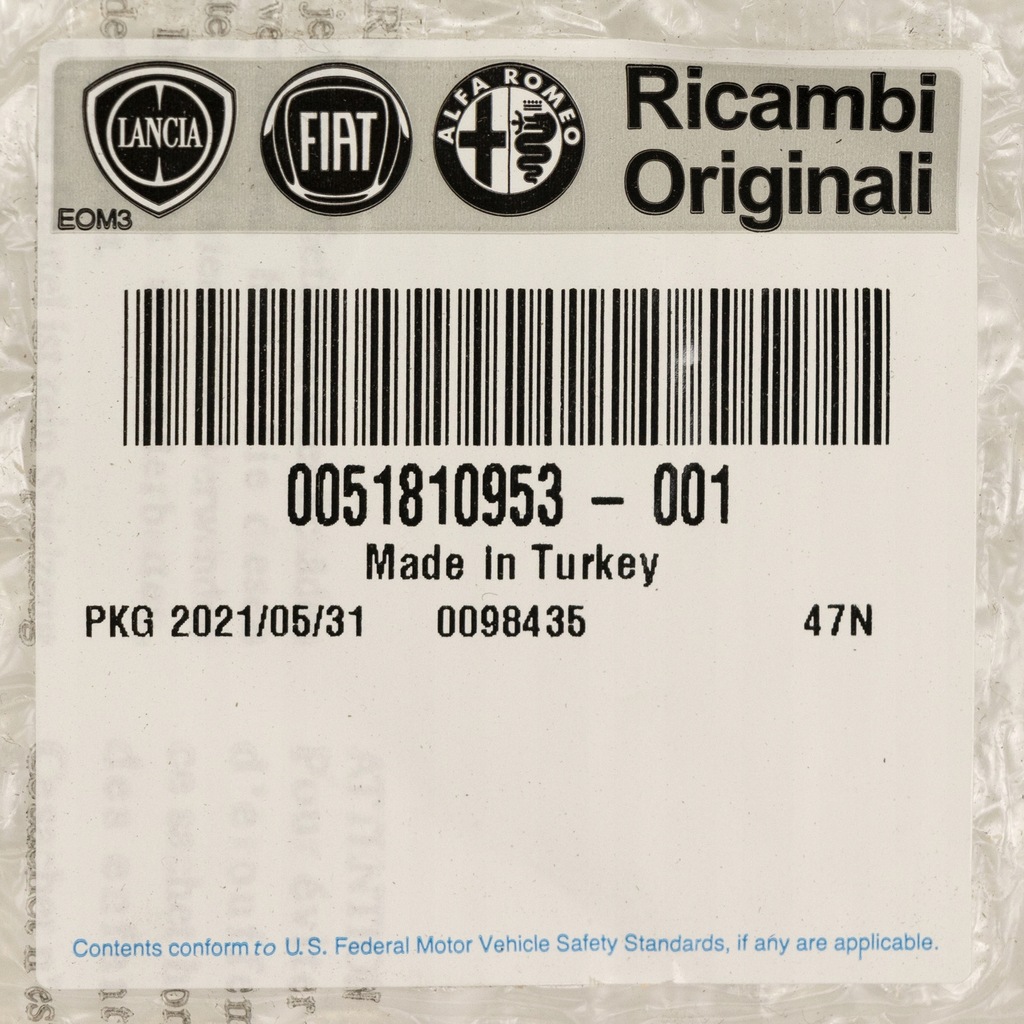 LANCIA
FIAT
ALFA ROMEO
Ricambi
Originali
EOM3
0051810953 – 001
Made In Turkey
PKG 2021/05/31 0098435 47N
Contents conform to U.S. Federal Motor Vehicle Safety Standards, if any are applicable.